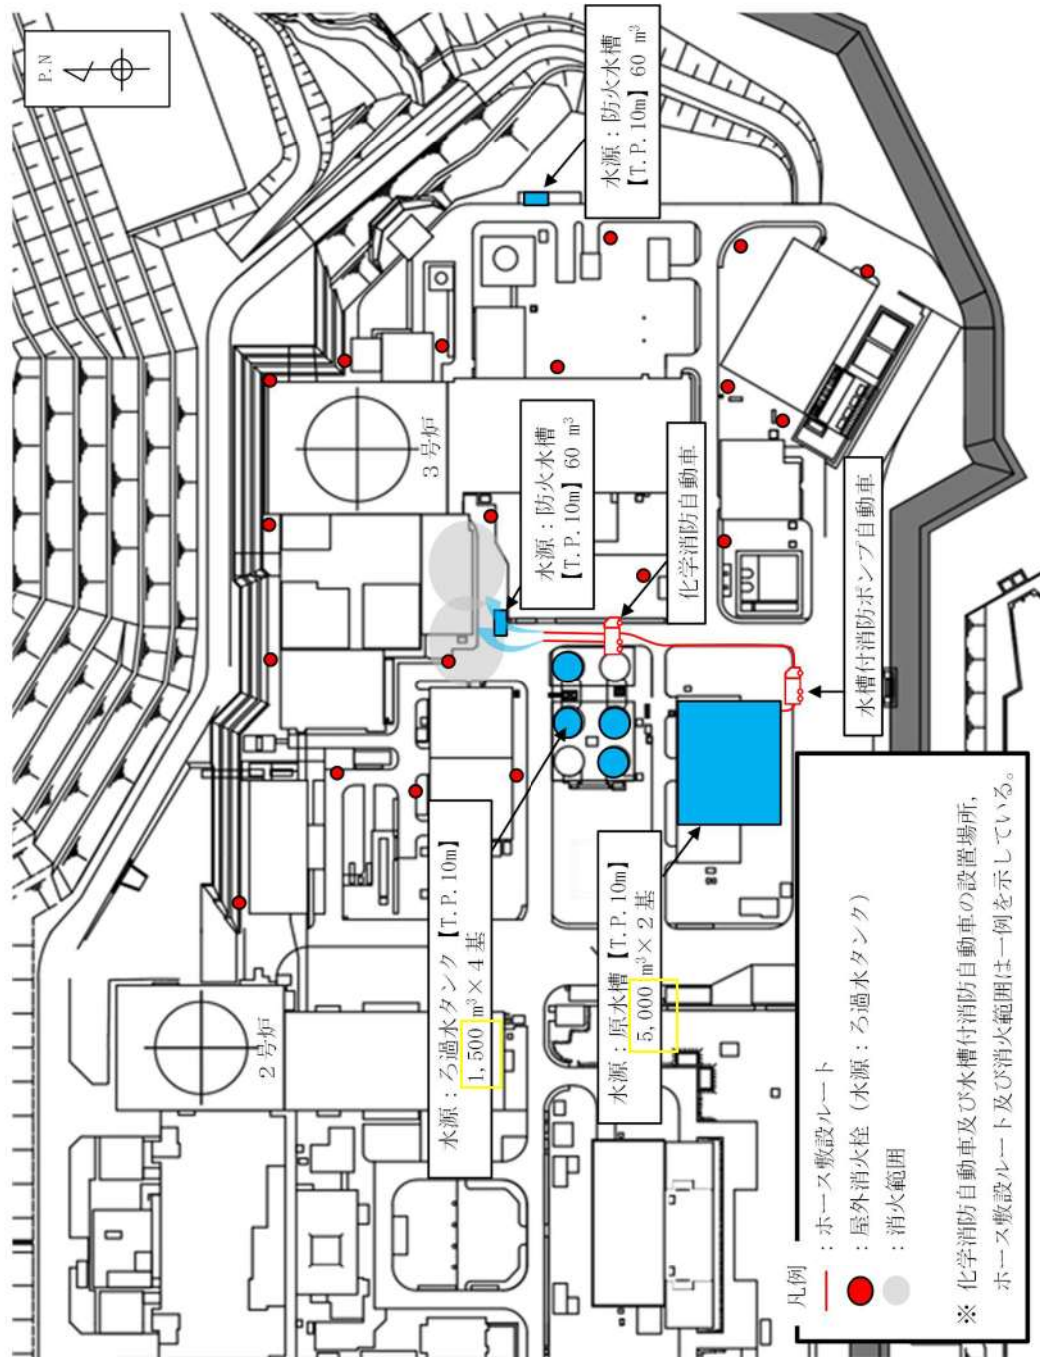 P.N
水源：防火水槽
【T.P.10m】60 m³
3号炉
水源：防火水槽
【T.P.10m】60 m³
化学消防自動車
水槽付消防ポンプ自動車
2号炉
水源：ろ過水タンク【T.P.10m】
1,500 m³×4基
水源：原水槽【T.P.10m】
5,000 m³×2基
凡例
：ホース敷設ルート
：屋外消火栓（水源：ろ過水タンク）
：消火範囲
※ 化学消防自動車及び水槽付消防自動車の設置場所，
ホース敷設ルート及び消火範囲は一例を示している。